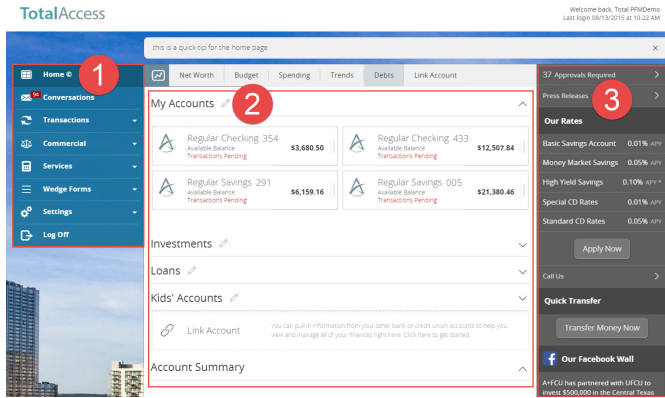 TotalAccess
Welcome back, Total PFMDemo
Last login 08/13/2015 at 10:22 AM
this is a quick-tip for the home page
×
Home ©
1
94
Conversations
Transactions
Commercial
Services
Wedge Forms
Settings
Log Off
Net Worth
Budget
Spending
Trends
Debts
Link Account
My Accounts
2
Regular Checking 354
Available Balance
Transactions Pending
$3,680.50
Regular Checking 433
Available Balance
Transactions Pending
$12,507.84
Regular Savings 291
Available Balance
Transactions Pending
$6,159.16
Regular Savings 005
Available Balance
Transactions Pending
$21,380.46
Investments
Loans
Kids' Accounts
Link Account
You can pull in information from your other bank or credit union accounts to help you
view and manage all of your finances right here. Click here to get started.
Account Summary
37 Approvals Required
Press Releases
3
Our Rates
Basic Savings Account 0.01% APY
Money Market Savings 0.05% APY
High Yield Savings 0.10% APY *
Special CD Rates 0.01% APY
Standard CD Rates 0.05% APY
Apply Now
Call Us
Quick Transfer
Transfer Money Now
f Our Facebook Wall
A+FCU has partnered with UFCU to
invest $500,000 in the Central Texas